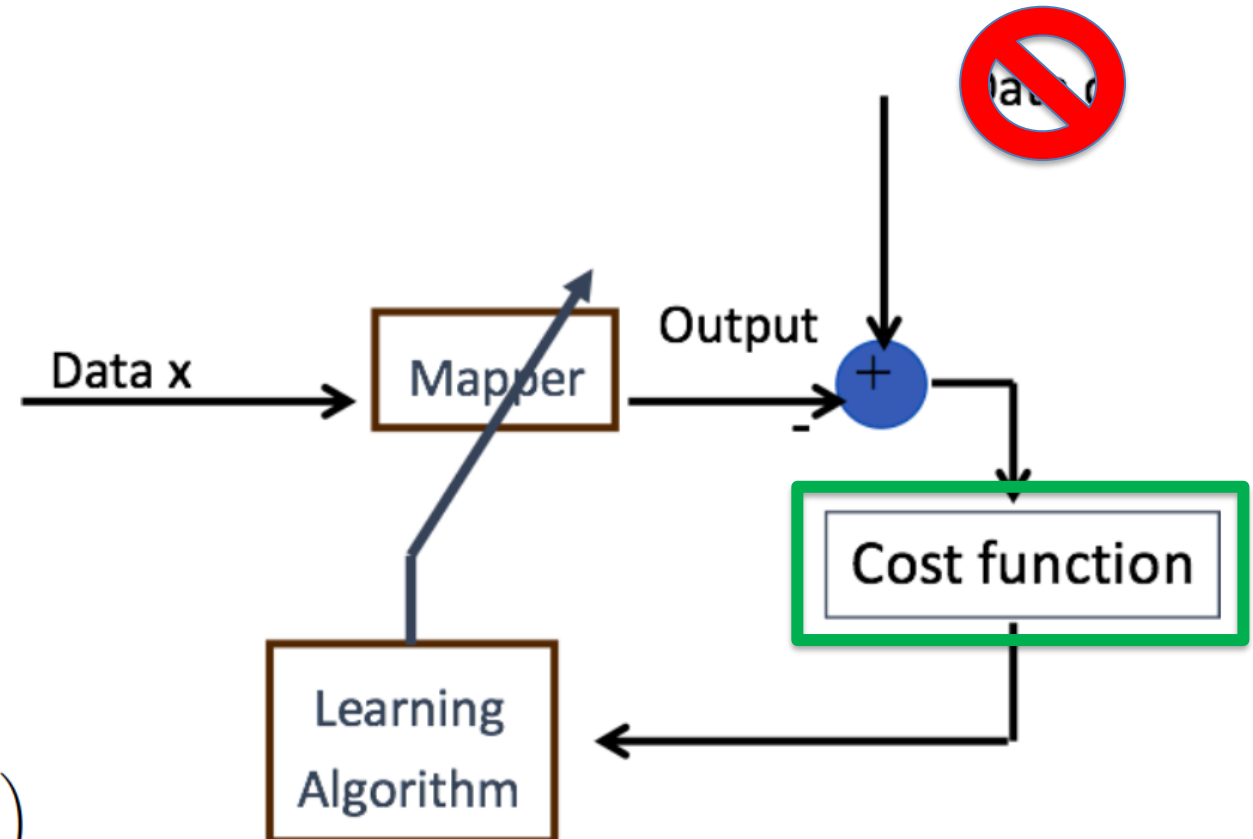 Output
+
Data x
Mapper
-
Cost function
Learning
Algorithm
)